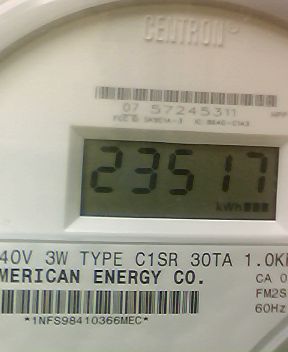 CENTRON®
07 57245311
23517
kWh
40V 3W TYPE C1SR 30TA 1.0K
MERICAN ENERGY CO.
CA 0
FM2S
60Hz
*1NFS98410366MEC*